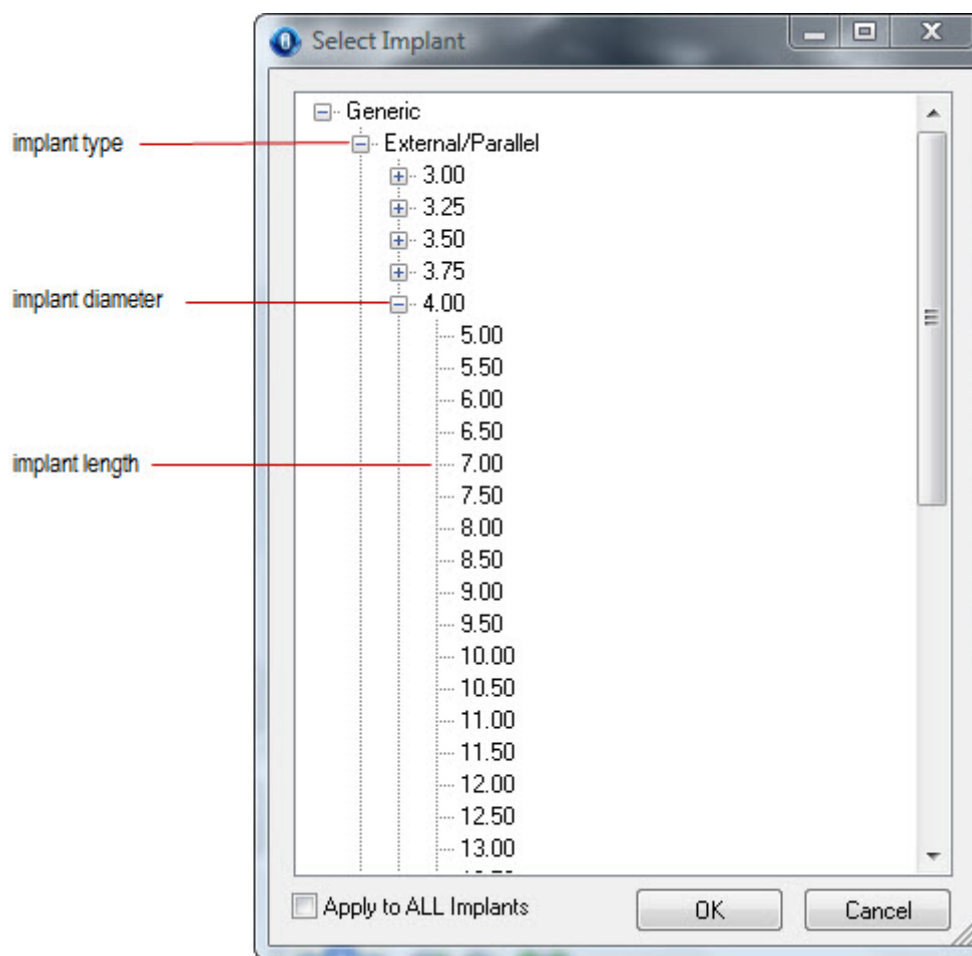 Select Implant
Generic
implant type
External/Parallel
3.00
3.25
3.50
3.75
implant diameter
4.00
5.00
5.50
6.00
6.50
implant length
7.00
7.50
8.00
8.50
9.00
9.50
10.00
10.50
11.00
11.50
12.00
12.50
13.00
Apply to ALL Implants
OK
Cancel